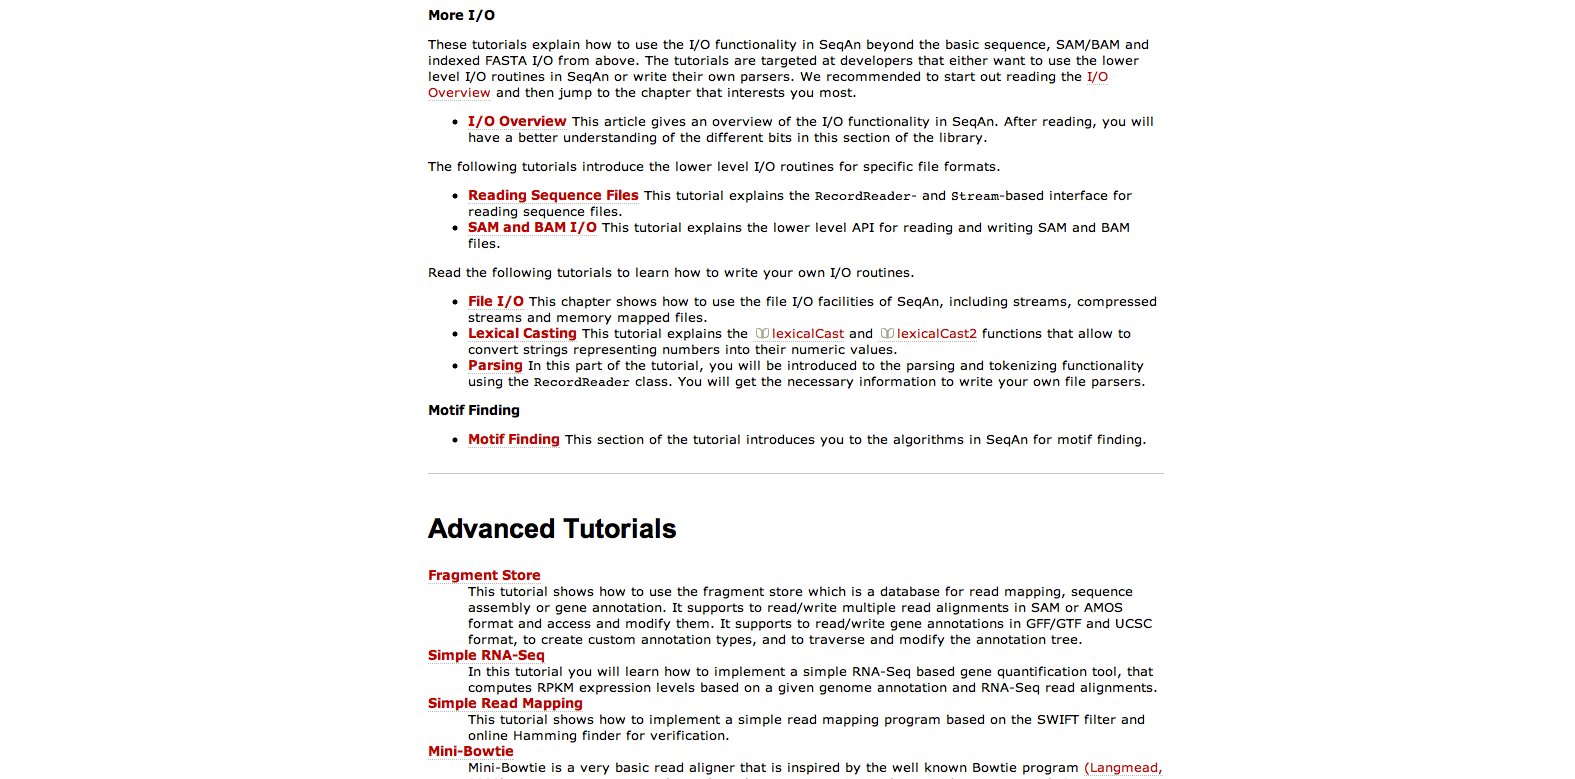 More I/O
These tutorials explain how to use the I/O functionality in SeqAn beyond the basic sequence, SAM/BAM and
indexed FASTA I/O from above. The tutorials are targeted at developers that either want to use the lower
level I/O routines in SeqAn or write their own parsers. We recommended to start out reading the I/O
Overview and then jump to the chapter that interests you most.
• I/O Overview This article gives an overview of the I/O functionality in SeqAn. After reading, you will
have a better understanding of the different bits in this section of the library.
The following tutorials introduce the lower level I/O routines for specific file formats.
• Reading Sequence Files This tutorial explains the RecordReader- and Stream-based interface for
reading sequence files.
• SAM and BAM I/O This tutorial explains the lower level API for reading and writing SAM and BAM
files.
Read the following tutorials to learn how to write your own I/O routines.
• File I/O This chapter shows how to use the file I/O facilities of SeqAn, including streams, compressed
streams and memory mapped files.
• Lexical Casting This tutorial explains the lexicalCast and lexicalCast2 functions that allow to
convert strings representing numbers into their numeric values.
• Parsing In this part of the tutorial, you will be introduced to the parsing and tokenizing functionality
using the RecordReader class. You will get the necessary information to write your own file parsers.
Motif Finding
• Motif Finding This section of the tutorial introduces you to the algorithms in SeqAn for motif finding.
Advanced Tutorials
Fragment Store
This tutorial shows how to use the fragment store which is a database for read mapping, sequence
assembly or gene annotation. It supports to read/write multiple read alignments in SAM or AMOS
format and access and modify them. It supports to read/write gene annotations in GFF/GTF and UCSC
format, to create custom annotation types, and to traverse and modify the annotation tree.
Simple RNA-Seq
In this tutorial you will learn how to implement a simple RNA-Seq based gene quantification tool, that
computes RPKM expression levels based on a given genome annotation and RNA-Seq read alignments.
Simple Read Mapping
This tutorial shows how to implement a simple read mapping program based on the SWIFT filter and
online Hamming finder for verification.
Mini-Bowtie
Mini-Bowtie is a very basic read aligner that is inspired by the well known Bowtie program (Langmead,